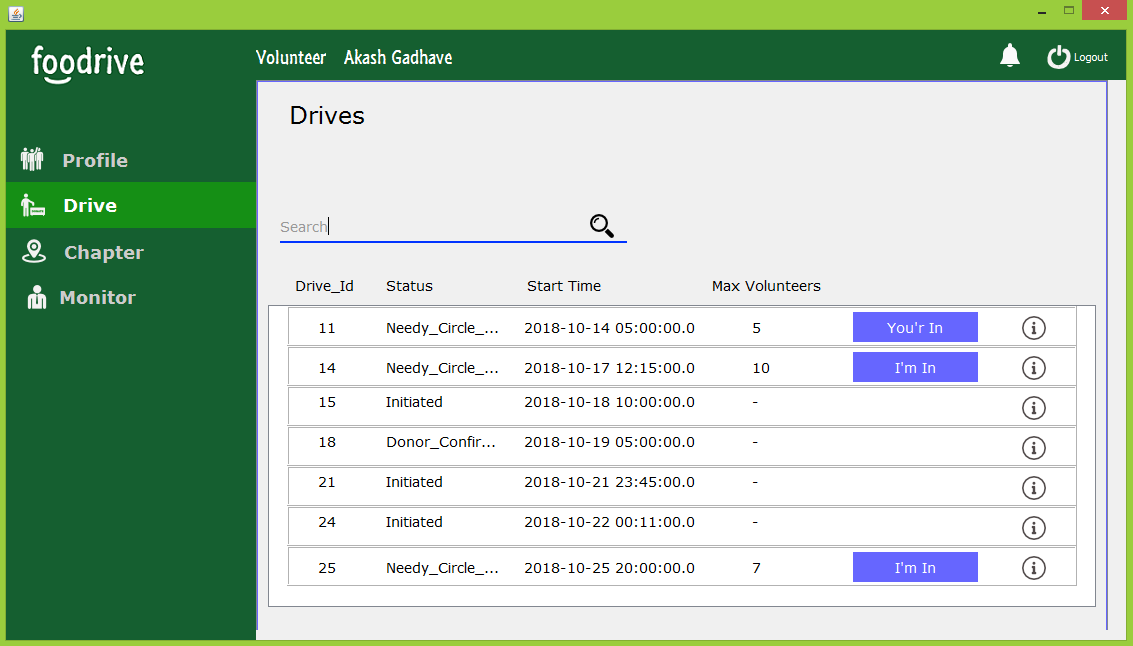 foodrive
Volunteer Akash Gadhave
Logout
Profile
Drive
Chapter
Monitor
Drives
Search
Drive_Id Status Start Time Max Volunteers
11 Needy_Circle_... 2018-10-14 05:00:00.0 5 You'r In
14 Needy_Circle_... 2018-10-17 12:15:00.0 10 I'm In
15 Initiated 2018-10-18 10:00:00.0 -
18 Donor_Confir... 2018-10-19 05:00:00.0 -
21 Initiated 2018-10-21 23:45:00.0 -
24 Initiated 2018-10-22 00:11:00.0 -
25 Needy_Circle_... 2018-10-25 20:00:00.0 7 I'm In